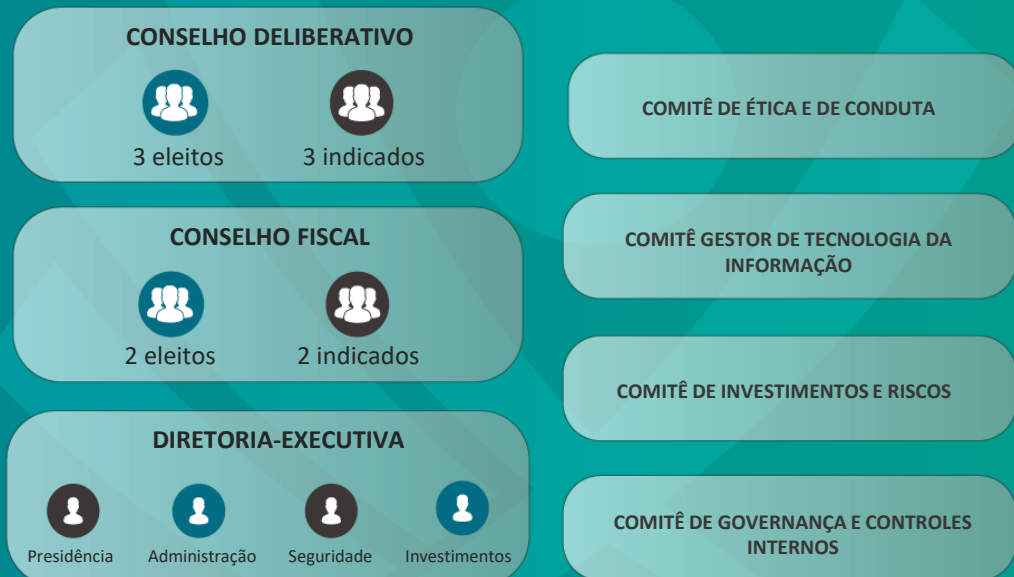 CONSELHO DELIBERATIVO
3 eleitos
3 indicados
CONSELHO FISCAL
2 eleitos
2 indicados
DIRETORIA-EXECUTIVA
Presidência
Administração
Seguridade
Investimentos
COMITÊ DE ÉTICA E DE CONDUTA
COMITÊ GESTOR DE TECNOLOGIA DA
INFORMAÇÃO
COMITÊ DE INVESTIMENTOS E RISCOS
COMITÊ DE GOVERNANÇA E CONTROLES
INTERNOS